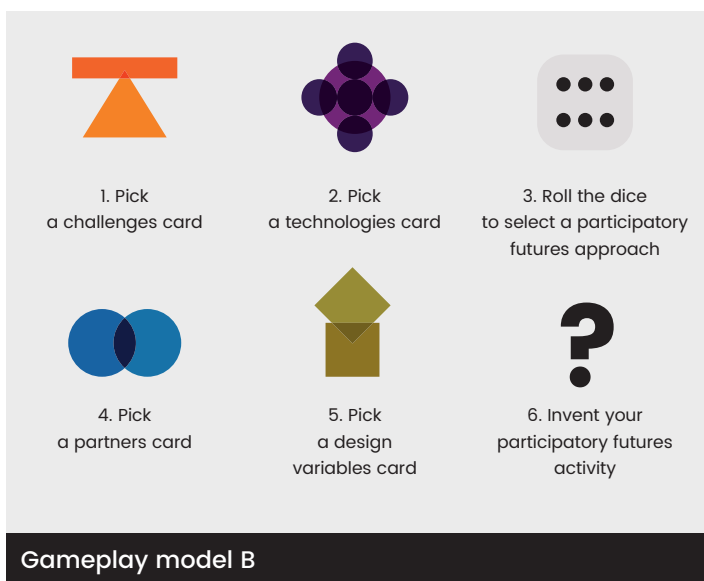 1. Pick
a challenges card
2. Pick
a technologies card
3. Roll the dice
to select a participatory
futures approach
4. Pick
a partners card
5. Pick
a design
variables card
6. Invent your
participatory futures
activity
Gameplay model B